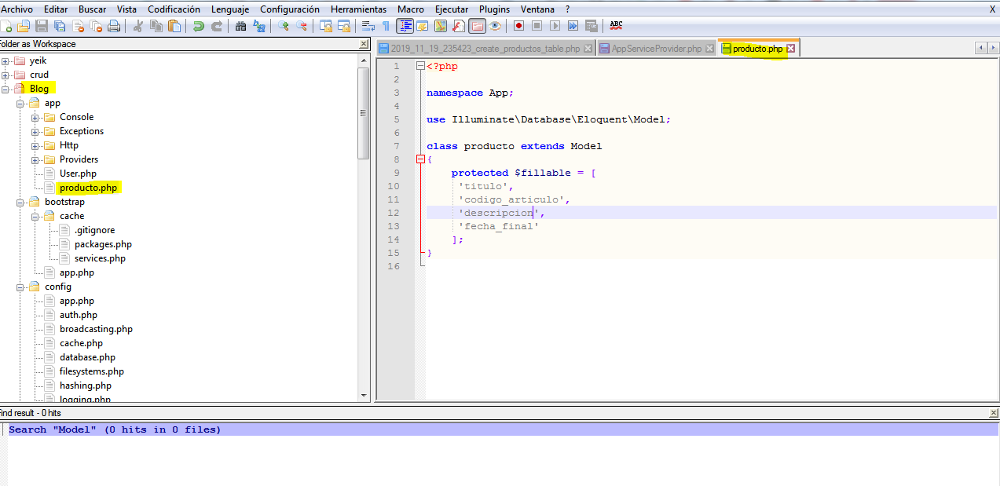 Archivo Editar Buscar Vista Codificación Lenguaje Configuración Herramientas Macro Ejecutar Plugins Ventana ? X
ABC
Folder as Workspace
yeik
crud
Blog
app
Console
Exceptions
Http
Providers
User.php
producto.php
bootstrap
cache
.gitignore
packages.php
services.php
app.php
config
app.php
auth.php
broadcasting.php
cache.php
database.php
filesystems.php
hashing.php
logging.php
2019_11_19_235423_create_productos_table.php AppServiceProvider.php producto.php
1 <?php
2
3 namespace App;
4
5 use Illuminate\Database\Eloquent\Model;
6
7 class producto extends Model
8 {
9 protected $fillable = [
10 'titulo',
11 'codigo_articulo',
12 'descripcion',
13 'fecha_final'
14 ];
15 }
16
Find result - 0 hits
Search "Model" (0 hits in 0 files)